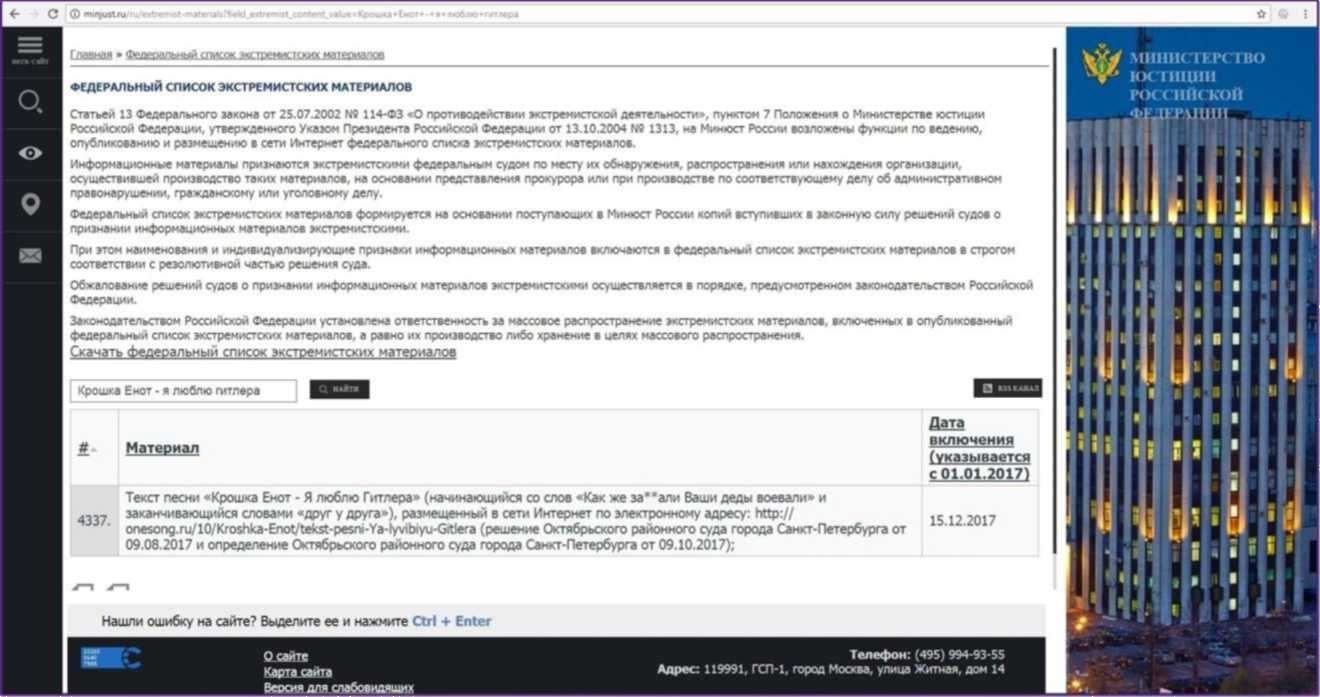 minjust.ru/ru/extremist-materials?field_extremist_content_value=Крошка+Енот+-+я+люблю+гитлера
весь сайт
Главная » Федеральный список экстремистских материалов
ФЕДЕРАЛЬНЫЙ СПИСОК ЭКСТРЕМИСТСКИХ МАТЕРИАЛОВ
Статьей 13 Федерального закона от 25.07.2002 № 114-ФЗ «О противодействии экстремистской деятельности», пунктом 7 Положения о Министерстве юстиции
Российской Федерации, утвержденного Указом Президента Российской Федерации от 13.10.2004 № 1313, на Минюст России возложены функции по ведению,
опубликованию и размещению в сети Интернет федерального списка экстремистских материалов.
Информационные материалы признаются экстремистскими федеральным судом по месту их обнаружения, распространения или нахождения организации,
осуществившей производство таких материалов, на основании представления прокурора или при производстве по соответствующему делу об административном
правонарушении, гражданскому или уголовному делу.
Федеральный список экстремистских материалов формируется на основании поступающих в Минюст России копий вступивших в законную силу решений судов о
признании информационных материалов экстремистскими.
При этом наименования и индивидуализирующие признаки информационных материалов включаются в федеральный список экстремистских материалов в строгом
соответствии с резолютивной частью решения суда.
Обжалование решений судов о признании информационных материалов экстремистскими осуществляется в порядке, предусмотренном законодательством Российской
Федерации.
Законодательством Российской Федерации установлена ответственность за массовое распространение экстремистских материалов, включенных в опубликованный
федеральный список экстремистских материалов, а равно их производство либо хранение в целях массового распространения.
Скачать федеральный список экстремистских материалов
Крошка Енот - я люблю гитлера
НАЙТИ
RSS КАНАЛ
#
Материал
Дата
включения
(указывается
с 01.01.2017)
4337.
Текст песни «Крошка Енот - Я люблю Гитлера» (начинающийся со слов «Как же за**али Ваши деды воевали» и
заканчивающийся словами «друг у друга»), размещенный в сети Интернет по электронному адресу: http://
onesong.ru/10/Kroshka-Enot/tekst-pesni-Ya-lyvibiyu-Gitlera (решение Октябрьского районного суда города Санкт-Петербурга от
09.08.2017 и определение Октябрьского районного суда города Санкт-Петербурга от 09.10.2017);
15.12.2017
Нашли ошибку на сайте? Выделите ее и нажмите Ctrl + Enter
О сайте
Карта сайта
Версия для слабовидящих
Телефон: (495) 994-93-55
Адрес: 119991, ГСП-1, город Москва, улица Житная, дом 14
МИНИСТЕРСТВО
ЮСТИЦИИ
РОССИЙСКОЙ
ФЕДЕРАЦИИ